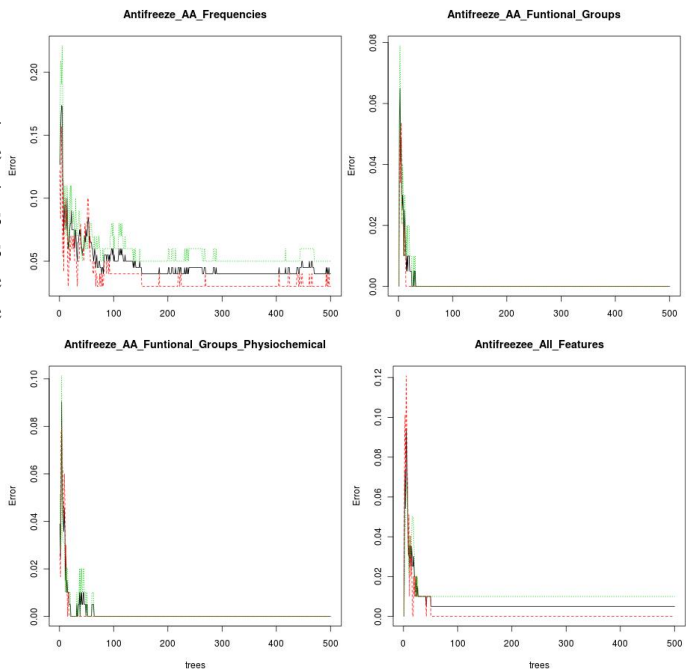 Antifreeze_AA_Frequencies
Antifreeze_AA_Funtional_Groups
Error
0.05 0.10 0.15 0.20
0 100 200 300 400 500
Error
0.00 0.02 0.04 0.06 0.08
0 100 200 300 400 500
Antifreeze_AA_Funtional_Groups_Physiochemical
Antifreezee_All_Features
Error
0.00 0.02 0.04 0.06 0.08 0.10
0 100 200 300 400 500
trees
Error
0.00 0.02 0.04 0.06 0.08 0.10 0.12
0 100 200 300 400 500
trees